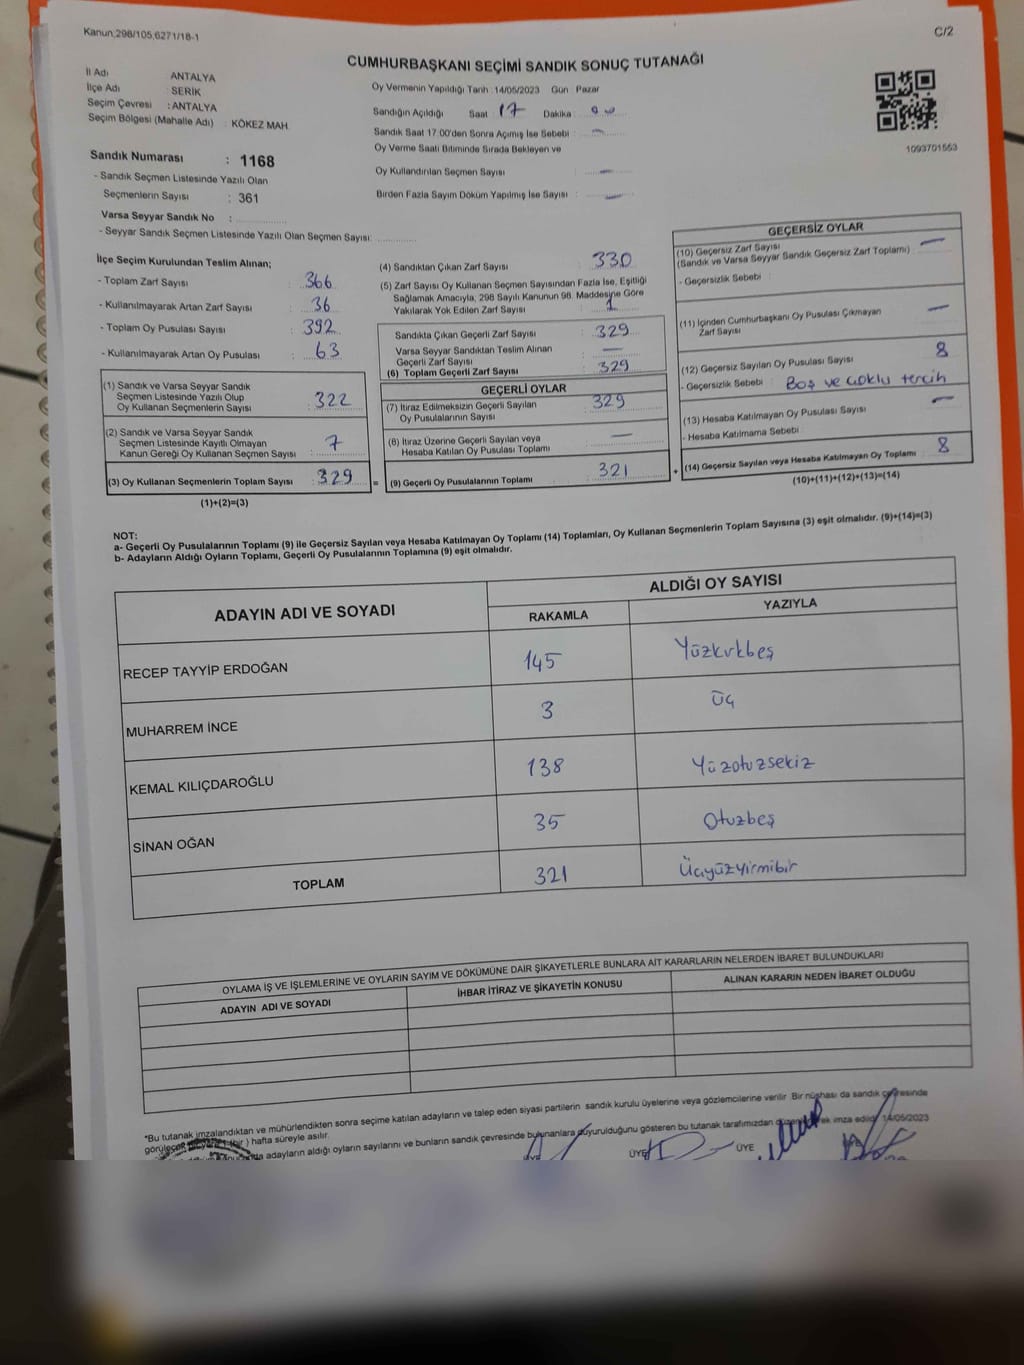 Kanun;298/105,6271/18-1
C/2
CUMHURBAŞKANI SEÇİMİ SANDIK SONUÇ TUTANAĞI
İl Adı ANTALYA
İlçe Adı : SERİK
Seçim Çevresi : ANTALYA
Seçim Bölgesi (Mahalle Adı) : KÖKEZ MAH.
Oy Vermenin Yapıldığı Tarih :14/05/2023 Gün Pazar
Sandığın Açıldığı Saat : 17 Dakika : 00
Sandık Saat 17.00'den Sonra Açımış İse Sebebi : —
Oy Verme Saati Bitiminde Sırada Bekleyen ve
Oy Kullandırılan Seçmen Sayısı : —
Birden Fazla Sayım Döküm Yapılmış İse Sayısı : —
1093701553
Sandık Numarası : 1168
- Sandık Seçmen Listesinde Yazılı Olan
Seçmenlerin Sayısı : 361
Varsa Seyyar Sandık No :
- Seyyar Sandık Seçmen Listesinde Yazılı Olan Seçmen Sayısı:
İlçe Seçim Kurulundan Teslim Alınan;
- Toplam Zarf Sayısı : 366
- Kullanılmayarak Artan Zarf Sayısı : 36
- Toplam Oy Pusulası Sayısı : 392
- Kullanılmayarak Artan Oy Pusulası : 63
(1) Sandık ve Varsa Seyyar Sandık
Seçmen Listesinde Yazılı Olup
Oy Kullanan Seçmenlerin Sayısı : 322
(2) Sandık ve Varsa Seyyar Sandık
Seçmen Listesinde Kayıtlı Olmayan
Kanun Gereği Oy Kullanan Seçmen Sayısı : 7
(3) Oy Kullanan Seçmenlerin Toplam Sayısı : 329
(1)+(2)=(3)
(4) Sandıktan Çıkan Zarf Sayısı : 330
(5) Zarf Sayısı Oy Kullanan Seçmen Sayısından Fazla İse, Eşitliği
Sağlamak Amacıyla, 298 Sayılı Kanunun 98. Maddesine Göre
Yakılarak Yok Edilen Zarf Sayısı : 1
Sandıkta Çıkan Geçerli Zarf Sayısı : 329
Varsa Seyyar Sandıktan Teslim Alınan
Geçerli Zarf Sayısı : —
(6) Toplam Geçerli Zarf Sayısı : 329
GEÇERLİ OYLAR
(7) İtiraz Edilmeksizin Geçerli Sayılan
Oy Pusulalarının Sayısı : 329
(8) İtiraz Üzerine Geçerli Sayılan veya
Hesaba Katılan Oy Pusulası Toplamı : —
= (9) Geçerli Oy Pusulalarının Toplamı : 321
GEÇERSİZ OYLAR
(10) Geçersiz Zarf Sayısı
(Sandık ve Varsa Seyyar Sandık Geçersiz Zarf Toplamı) : —
- Geçersizlik Sebebi :
(11) İçinden Cumhurbaşkanı Oy Pusulası Çıkmayan
Zarf Sayısı : —
(12) Geçersiz Sayılan Oy Pusulası Sayısı : 8
- Geçersizlik Sebebi : Boş ve çoklu tercih
(13) Hesaba Katılmayan Oy Pusulası Sayısı : —
- Hesaba Katılmama Sebebi :
+ (14) Geçersiz Sayılan veya Hesaba Katılmayan Oy Toplamı : 8
(10)+(11)+(12)+(13)=(14)
NOT:
a- Geçerli Oy Pusulalarının Toplamı (9) ile Geçersiz Sayılan veya Hesaba Katılmayan Oy Toplamı (14) Toplamları, Oy Kullanan Seçmenlerin Toplam Sayısına (3) eşit olmalıdır. (9)+(14)=(3)
b- Adayların Aldığı Oyların Toplamı, Geçerli Oy Pusulalarının Toplamına (9) eşit olmalıdır.
ADAYIN ADI VE SOYADI
ALDIĞI OY SAYISI
RAKAMLA YAZIYLA
RECEP TAYYİP ERDOĞAN 145 Yüzkırkbeş
MUHARREM İNCE 3 Üç
KEMAL KILIÇDAROĞLU 138 Yüzotuzsekiz
SİNAN OĞAN 35 Otuzbeş
TOPLAM 321 Üçyüzyirmibir
OYLAMA İŞ VE İŞLEMLERİNE VE OYLARIN SAYIM VE DÖKÜMÜNE DAİR ŞİKAYETLERLE BUNLARA AİT KARARLARIN NELERDEN İBARET BULUNDUKLARI
ADAYIN ADI VE SOYADI İHBAR İTİRAZ VE ŞİKAYETİN KONUSU ALINAN KARARIN NEDEN İBARET OLDUĞU
*Bu tutanak imzalandıktan ve mühürlendikten sonra seçime katılan adayların ve talep eden siyasi partilerin sandık kurulu üyelerine veya gözlemcilerine verilir Bir nüshası da sandık çevresinde
hafta süreyle asılır.
adayların aldığı oyların sayılarını ve bunların sandık çevresinde bulunanlara duyurulduğunu gösteren bu tutanak tarafımızdan imza edildi 14/05/2023
ÜYE ÜYE ÜYE